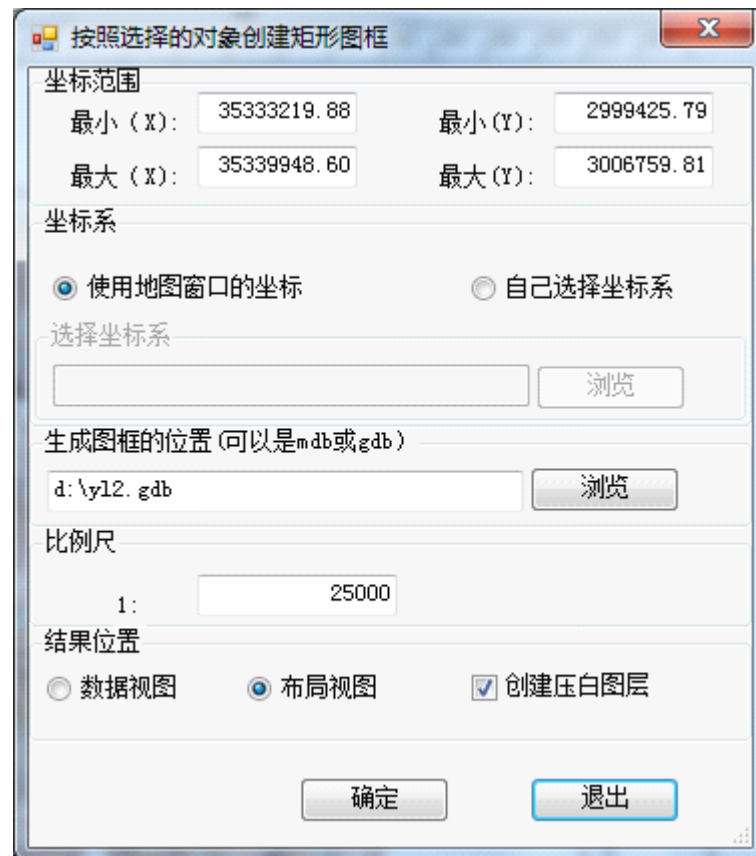 按照选择的对象创建矩形图框
坐标范围
最小（X): 35333219.88 最小(Y): 2999425.79
最大（X): 35339948.60 最大(Y): 3006759.81
坐标系
使用地图窗口的坐标 自己选择坐标系
选择坐标系
浏览
生成图框的位置(可以是mdb或gdb）
d:\yl2.gdb 浏览
比例尺
1: 25000
结果位置
数据视图 布局视图 创建压白图层
确定 退出